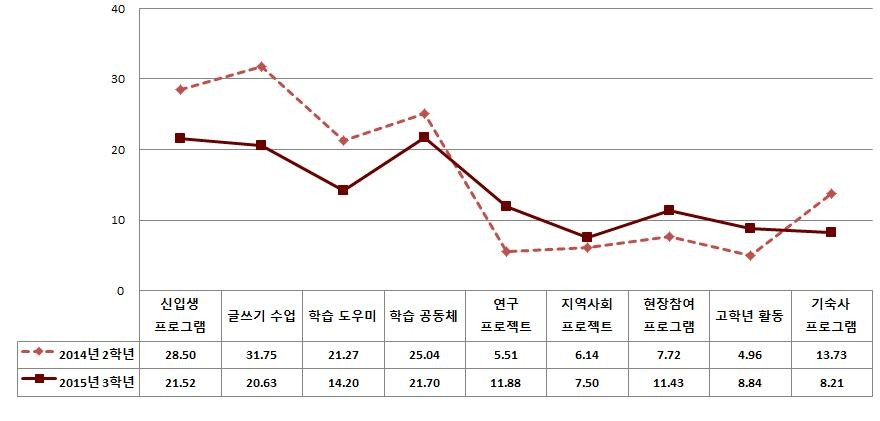 40
30
20
10
0
신입생 프로그램
글쓰기 수업
학습 도우미
학습 공동체
연구 프로젝트
지역사회 프로젝트
현장참여 프로그램
고학년 활동
기숙사 프로그램
2014년 2학년 28.50 31.75 21.27 25.04 5.51 6.14 7.72 4.96 13.73
2015년 3학년 21.52 20.63 14.20 21.70 11.88 7.50 11.43 8.84 8.21